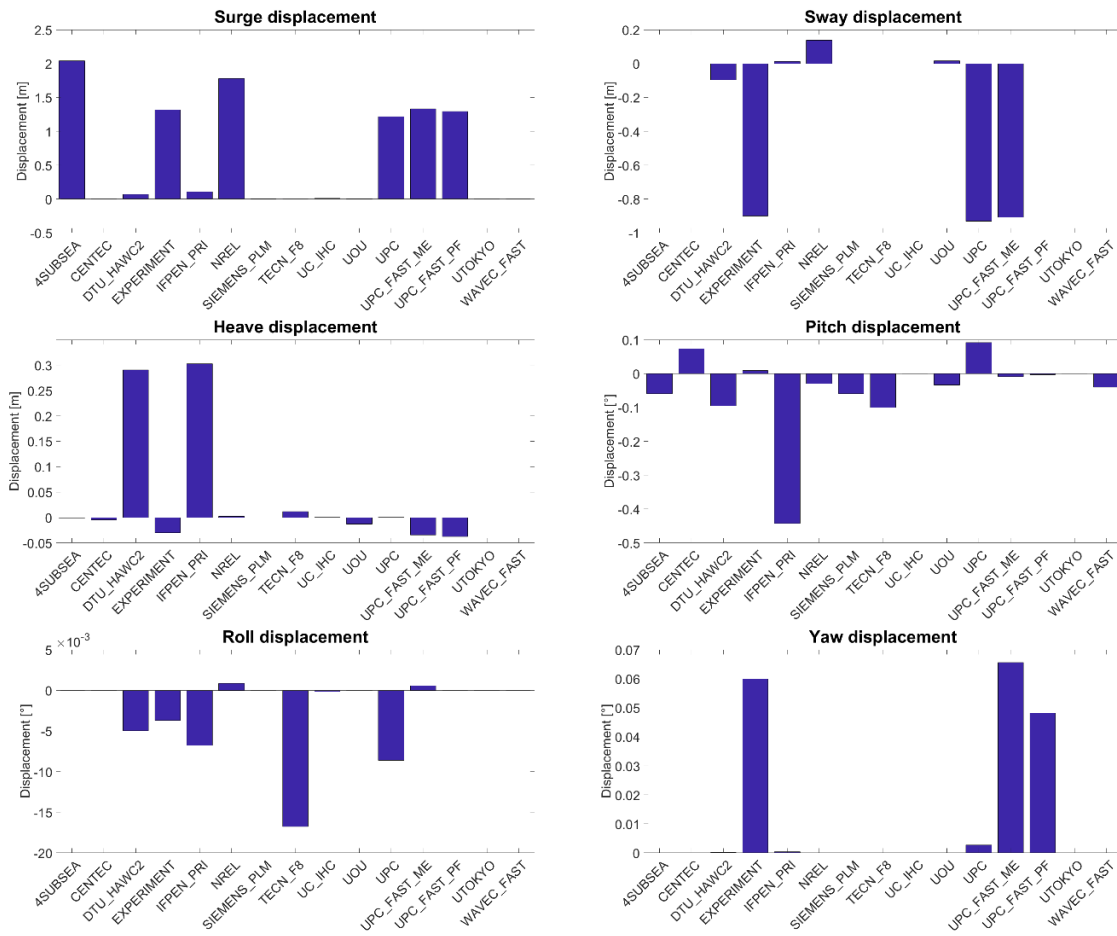 Surge displacement
2.5
2
1.5
1
0.5
0
-0.5
Displacement [m]
4SUBSEA
CENTEC
DTU_HAWC2
EXPERIMENT
IFPEN_PRI
NREL
SIEMENS_PLM
TECN_F8
UC_IHC
UOU
UPC
UPC_FAST_ME
UPC_FAST_PF
UTOKYO
WAVEC_FAST
Sway displacement
0.2
0
-0.2
-0.4
-0.6
-0.8
-1
Displacement [m]
4SUBSEA
CENTEC
DTU_HAWC2
EXPERIMENT
IFPEN_PRI
NREL
SIEMENS_PLM
TECN_F8
UC_IHC
UOU
UPC
UPC_FAST_ME
UPC_FAST_PF
UTOKYO
WAVEC_FAST
Heave displacement
0.3
0.25
0.2
0.15
0.1
0.05
0
-0.05
Displacement [m]
4SUBSEA
CENTEC
DTU_HAWC2
EXPERIMENT
IFPEN_PRI
NREL
SIEMENS_PLM
TECN_F8
UC_IHC
UOU
UPC
UPC_FAST_ME
UPC_FAST_PF
UTOKYO
WAVEC_FAST
Pitch displacement
0.1
0
-0.1
-0.2
-0.3
-0.4
-0.5
Displacement [°]
4SUBSEA
CENTEC
DTU_HAWC2
EXPERIMENT
IFPEN_PRI
NREL
SIEMENS_PLM
TECN_F8
UC_IHC
UOU
UPC
UPC_FAST_ME
UPC_FAST_PF
UTOKYO
WAVEC_FAST
Roll displacement
×10-3
5
0
-5
-10
-15
-20
Displacement [°]
4SUBSEA
CENTEC
DTU_HAWC2
EXPERIMENT
IFPEN_PRI
NREL
SIEMENS_PLM
TECN_F8
UC_IHC
UOU
UPC
UPC_FAST_ME
UPC_FAST_PF
UTOKYO
WAVEC_FAST
Yaw displacement
0.07
0.06
0.05
0.04
0.03
0.02
0.01
0
Displacement [°]
4SUBSEA
CENTEC
DTU_HAWC2
EXPERIMENT
IFPEN_PRI
NREL
SIEMENS_PLM
TECN_F8
UC_IHC
UOU
UPC
UPC_FAST_ME
UPC_FAST_PF
UTOKYO
WAVEC_FAST